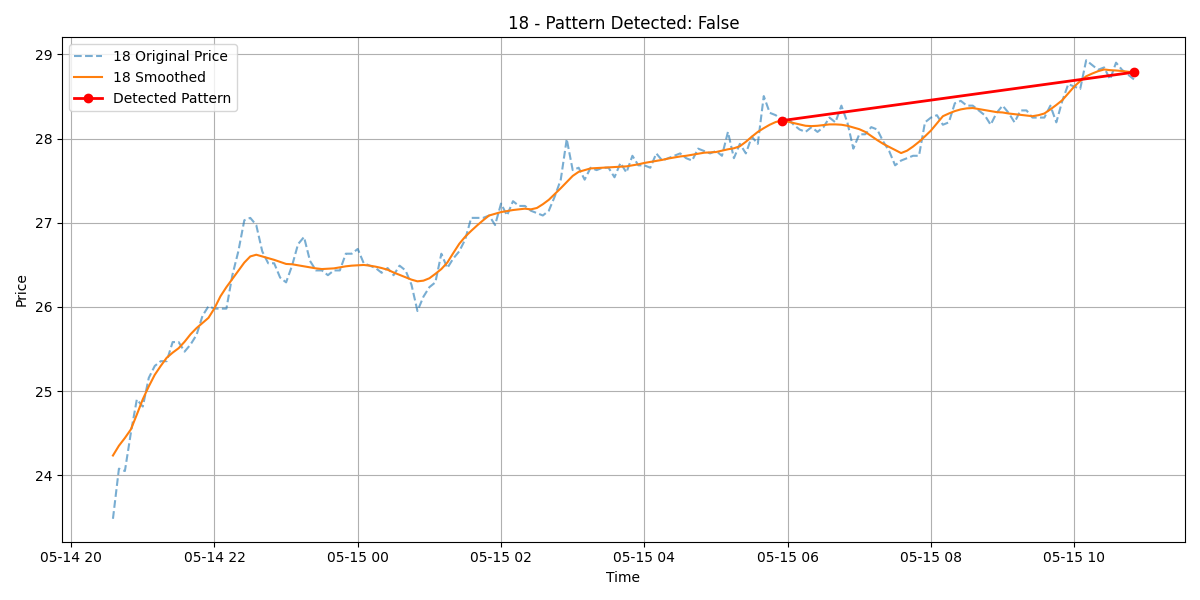 18 - Pattern Detected: False
18 Original Price
18 Smoothed
Detected Pattern
Price
29
28
27
26
25
24
05-14 20 05-14 22 05-15 00 05-15 02 05-15 04 05-15 06 05-15 08 05-15 10
Time